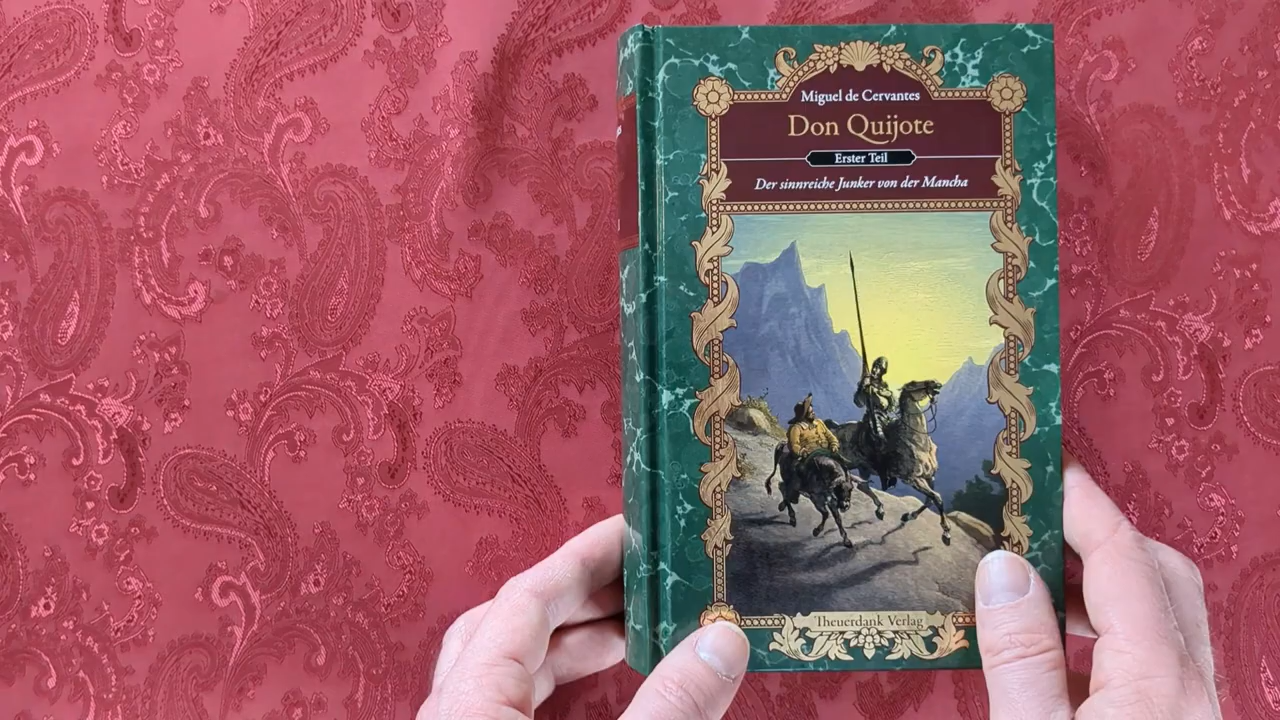 Miguel de Cervantes
Don Quijote
Erster Teil
Der sinnreiche Junker von der Mancha
Theuerdank Verlag